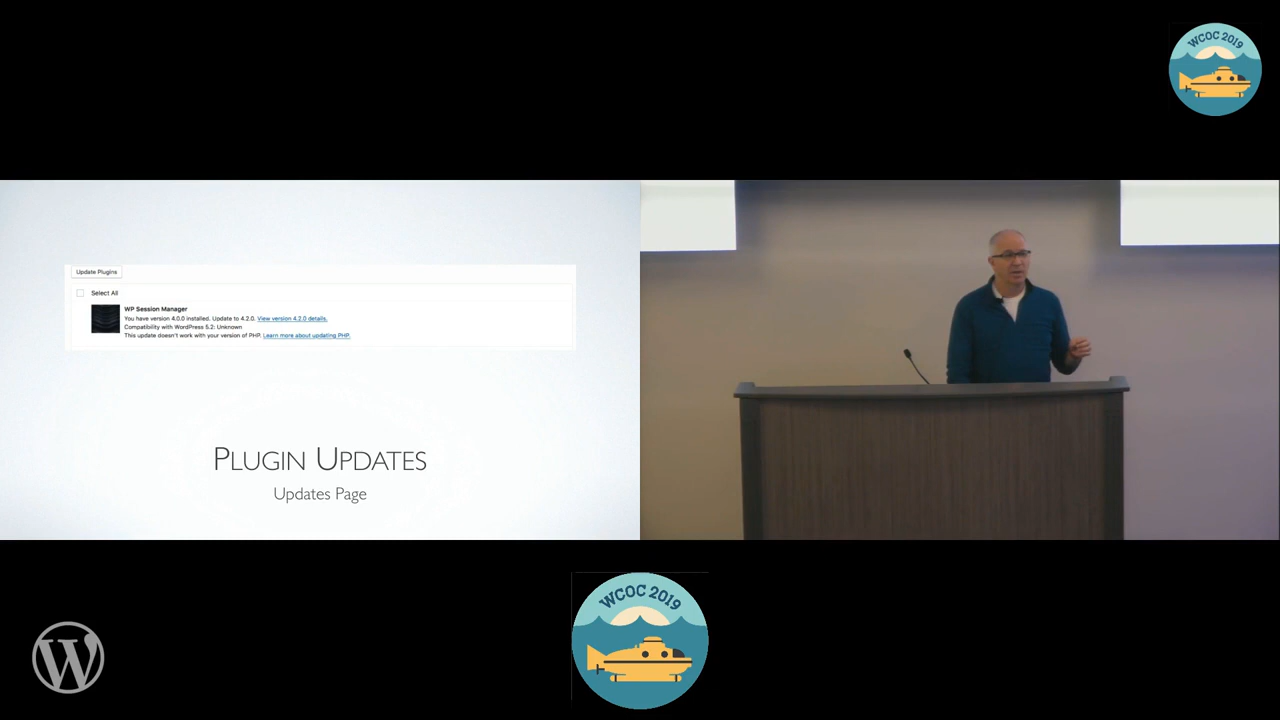 WCOC 2019
Update Plugins
Select All
WP Session Manager
You have version 4.0.0 installed. Update to 4.2.0. View version 4.2.0 details.
Compatibility with WordPress 5.2: Unknown
This update doesn't work with your version of PHP. Learn more about updating PHP.
PLUGIN UPDATES
Updates Page
WCOC 2019
W